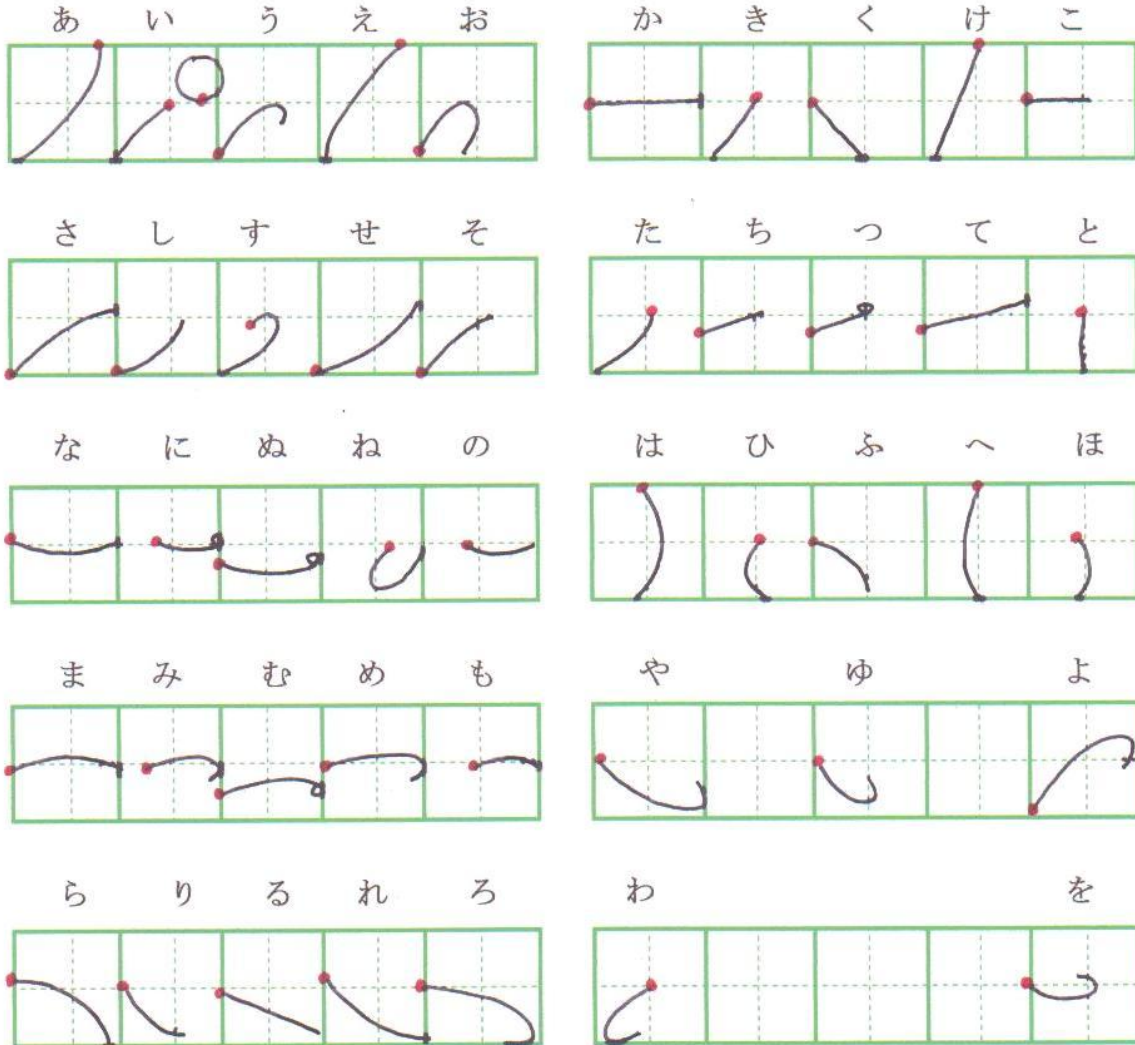 あいうえお かきくけこ
さしすせそ たちつてと
なにぬねの はひふへほ
まみむめも やゆよ
らりるれろ わを